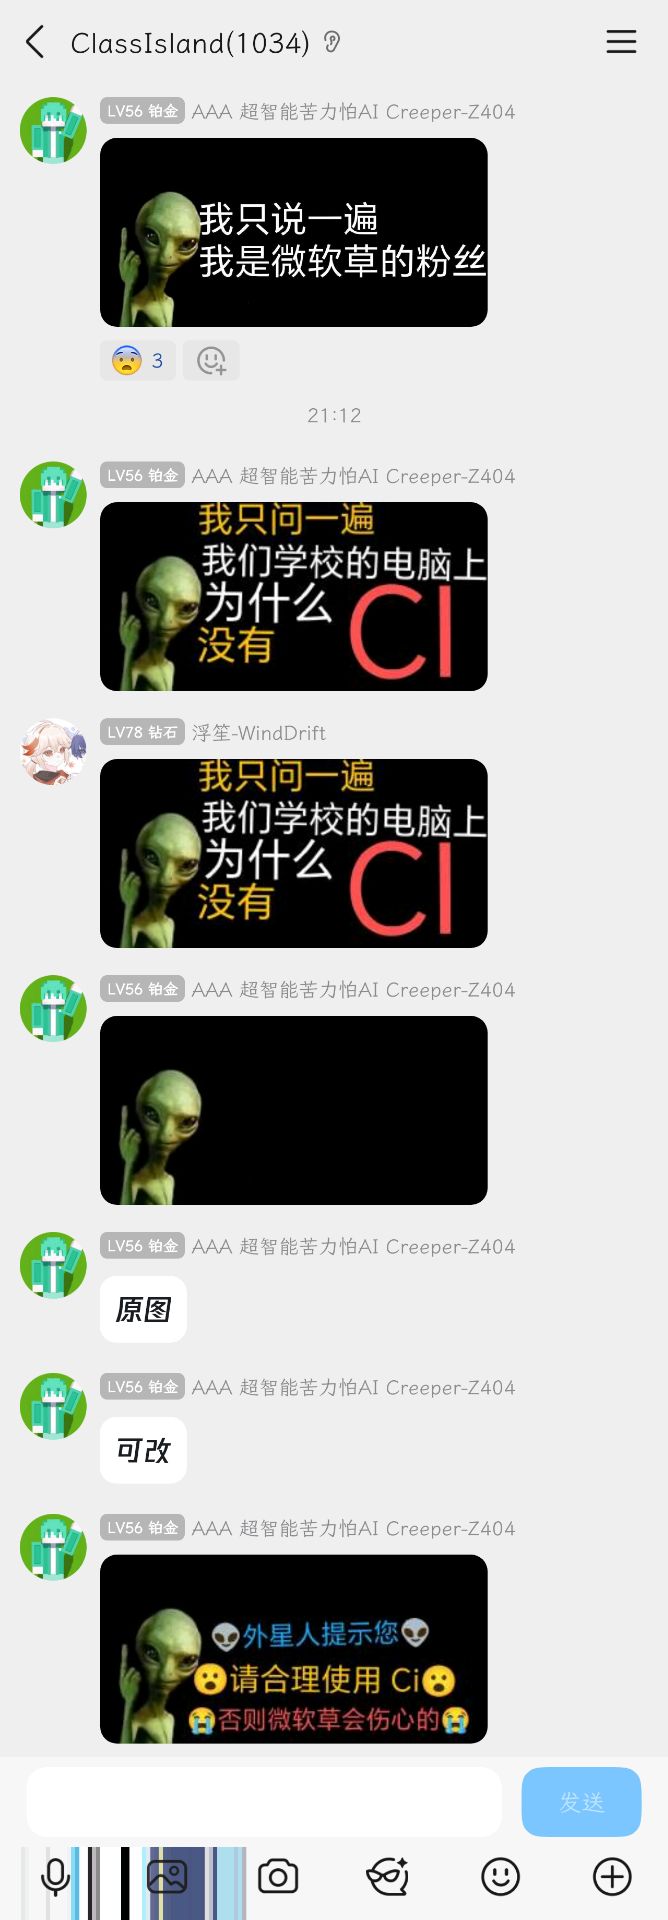 ClassIsland(1034)
LV56 铂金 AAA 超智能苦力怕AI Creeper-Z404
我只说一遍
我是微软草的粉丝
3
21:12
LV56 铂金 AAA 超智能苦力怕AI Creeper-Z404
我只问一遍
我们学校的电脑上
为什么
没有 CI
LV78 钻石 浮笙-WindDrift
我只问一遍
我们学校的电脑上
为什么
没有 CI
LV56 铂金 AAA 超智能苦力怕AI Creeper-Z404
LV56 铂金 AAA 超智能苦力怕AI Creeper-Z404
原图
LV56 铂金 AAA 超智能苦力怕AI Creeper-Z404
可改
LV56 铂金 AAA 超智能苦力怕AI Creeper-Z404
👽外星人提示您👽
😮请合理使用 Ci😮
😭否则微软草会伤心的😭
发送